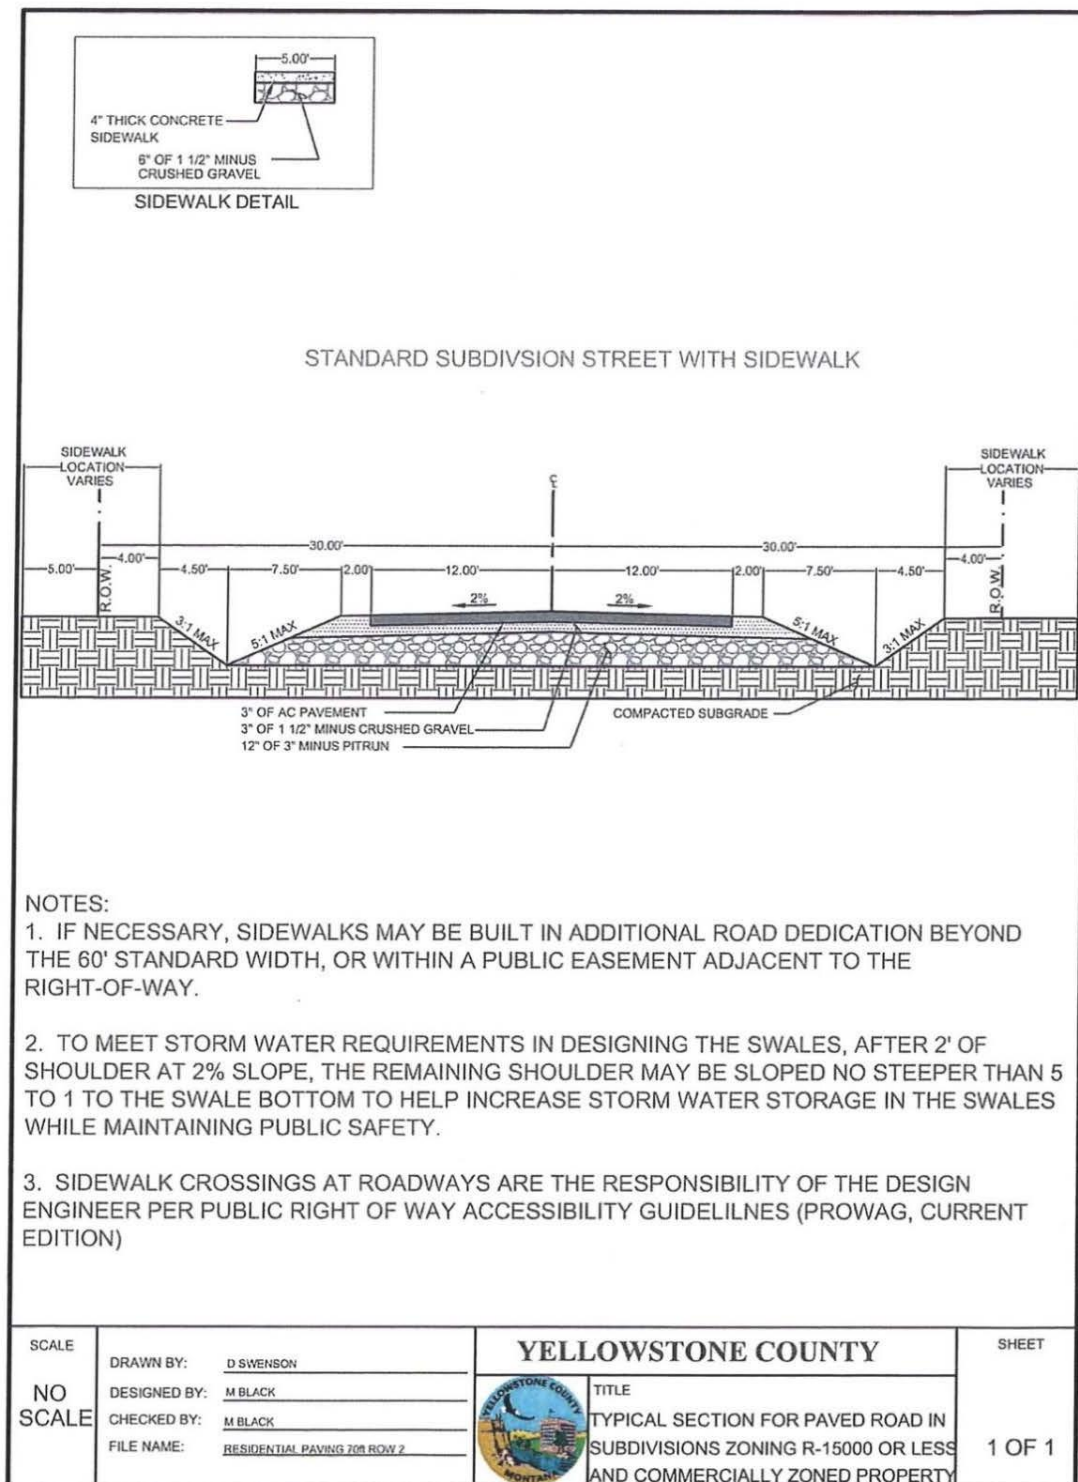 5.00'
4" THICK CONCRETE
SIDEWALK
6" OF 1 1/2" MINUS
CRUSHED GRAVEL
SIDEWALK DETAIL
STANDARD SUBDIVSION STREET WITH SIDEWALK
SIDEWALK
LOCATION
VARIES
SIDEWALK
LOCATION
VARIES
℄
30.00' 30.00'
4.00' 4.00'
5.00' 4.50' 7.50' 2.00' 12.00' 12.00' 2.00' 7.50' 4.50'
R.O.W. R.O.W.
2% 2%
3:1 MAX 5:1 MAX 5:1 MAX 3:1 MAX
3" OF AC PAVEMENT
3" OF 1 1/2" MINUS CRUSHED GRAVEL
12" OF 3" MINUS PITRUN
COMPACTED SUBGRADE
NOTES:
1. IF NECESSARY, SIDEWALKS MAY BE BUILT IN ADDITIONAL ROAD DEDICATION BEYOND
THE 60' STANDARD WIDTH, OR WITHIN A PUBLIC EASEMENT ADJACENT TO THE
RIGHT-OF-WAY.
2. TO MEET STORM WATER REQUIREMENTS IN DESIGNING THE SWALES, AFTER 2' OF
SHOULDER AT 2% SLOPE, THE REMAINING SHOULDER MAY BE SLOPED NO STEEPER THAN 5
TO 1 TO THE SWALE BOTTOM TO HELP INCREASE STORM WATER STORAGE IN THE SWALES
WHILE MAINTAINING PUBLIC SAFETY.
3. SIDEWALK CROSSINGS AT ROADWAYS ARE THE RESPONSIBILITY OF THE DESIGN
ENGINEER PER PUBLIC RIGHT OF WAY ACCESSIBILITY GUIDELILNES (PROWAG, CURRENT
EDITION)
SCALE
NO
SCALE
DRAWN BY: D SWENSON
DESIGNED BY: M BLACK
CHECKED BY: M BLACK
FILE NAME: RESIDENTIAL PAVING 70ft ROW 2
YELLOWSTONE COUNTY
YELLOWSTONE COUNTY
MONTANA
TITLE
TYPICAL SECTION FOR PAVED ROAD IN
SUBDIVISIONS ZONING R-15000 OR LESS
AND COMMERCIALLY ZONED PROPERTY
SHEET
1 OF 1